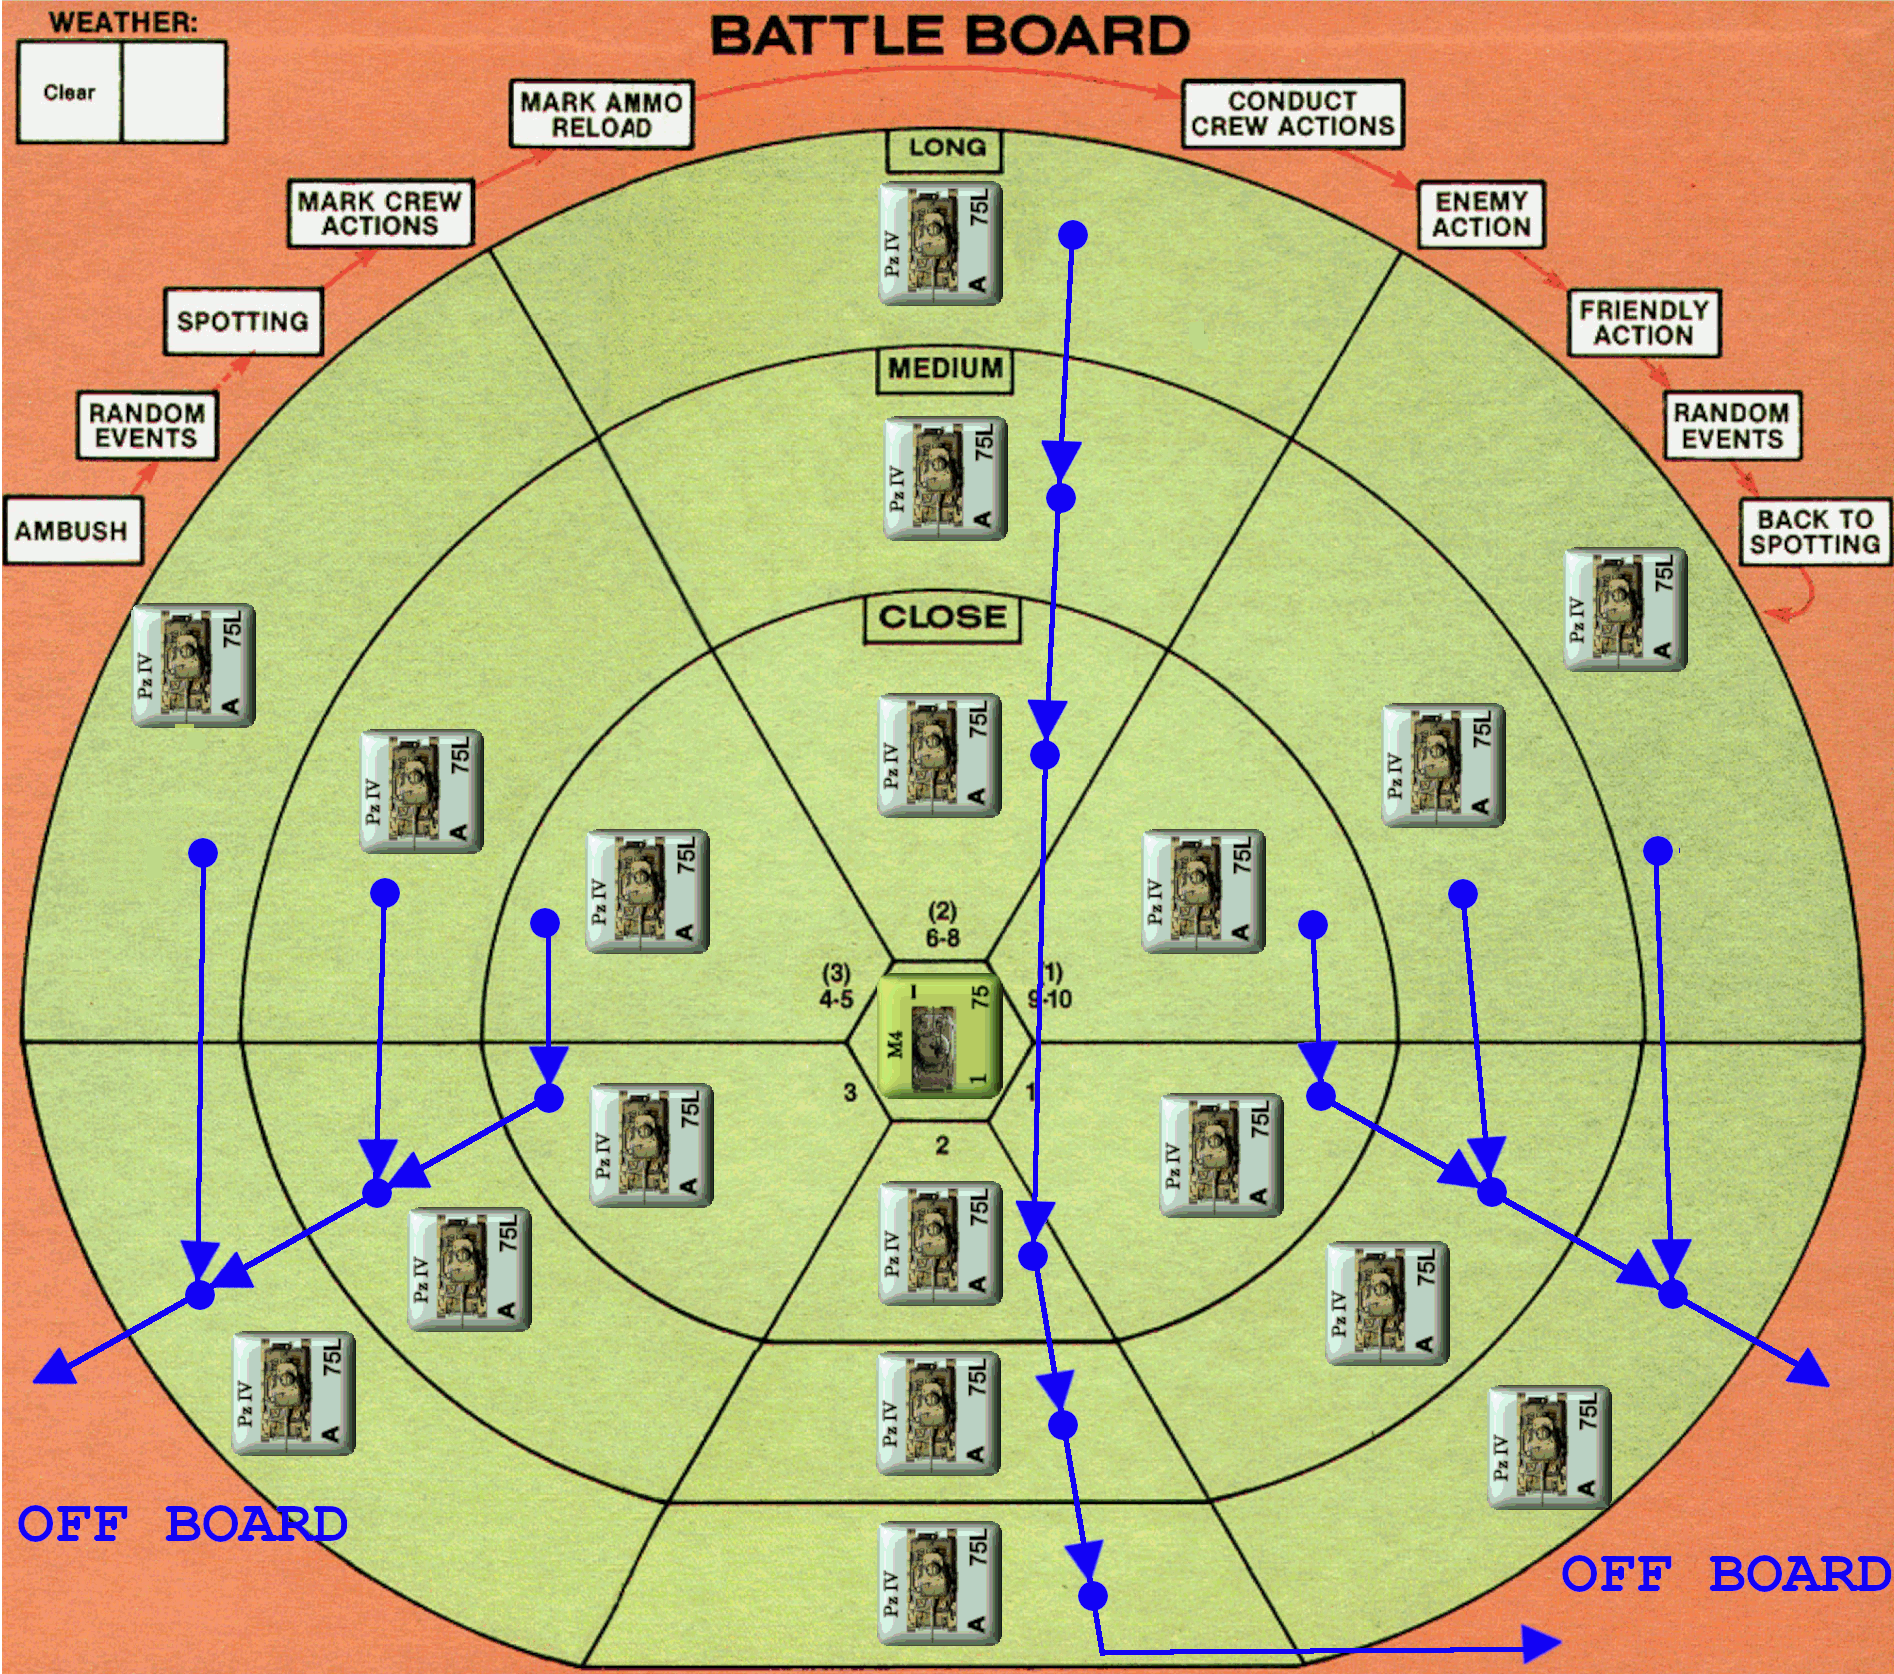 WEATHER:
Clear
BATTLE BOARD
MARK AMMO
RELOAD
CONDUCT
CREW ACTIONS
MARK CREW
ACTIONS
ENEMY
ACTION
SPOTTING
FRIENDLY
ACTION
RANDOM
EVENTS
RANDOM
EVENTS
AMBUSH
BACK TO
SPOTTING
LONG
Pz IV 75L A
MEDIUM
Pz IV 75L A
Pz IV 75L A
CLOSE
Pz IV 75L A
Pz IV 75L A
Pz IV 75L A
Pz IV 75L A
Pz IV 75L A
Pz IV 75L A
(2)
6-8
(3)
4-5
(1)
9-10
M4 1 75 1
3
1
2
Pz IV 75L A
Pz IV 75L A
Pz IV 75L A
Pz IV 75L A
Pz IV 75L A
Pz IV 75L A
Pz IV 75L A
Pz IV 75L A
Pz IV 75L A
OFF BOARD
OFF BOARD